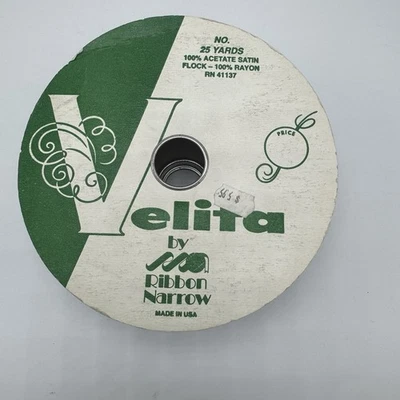 NO.
25 YARDS
100% ACETATE SATIN
FLOCK – 100% RAYON
RN 41137
PRICE
Velita
by
Ribbon
Narrow
MADE IN USA